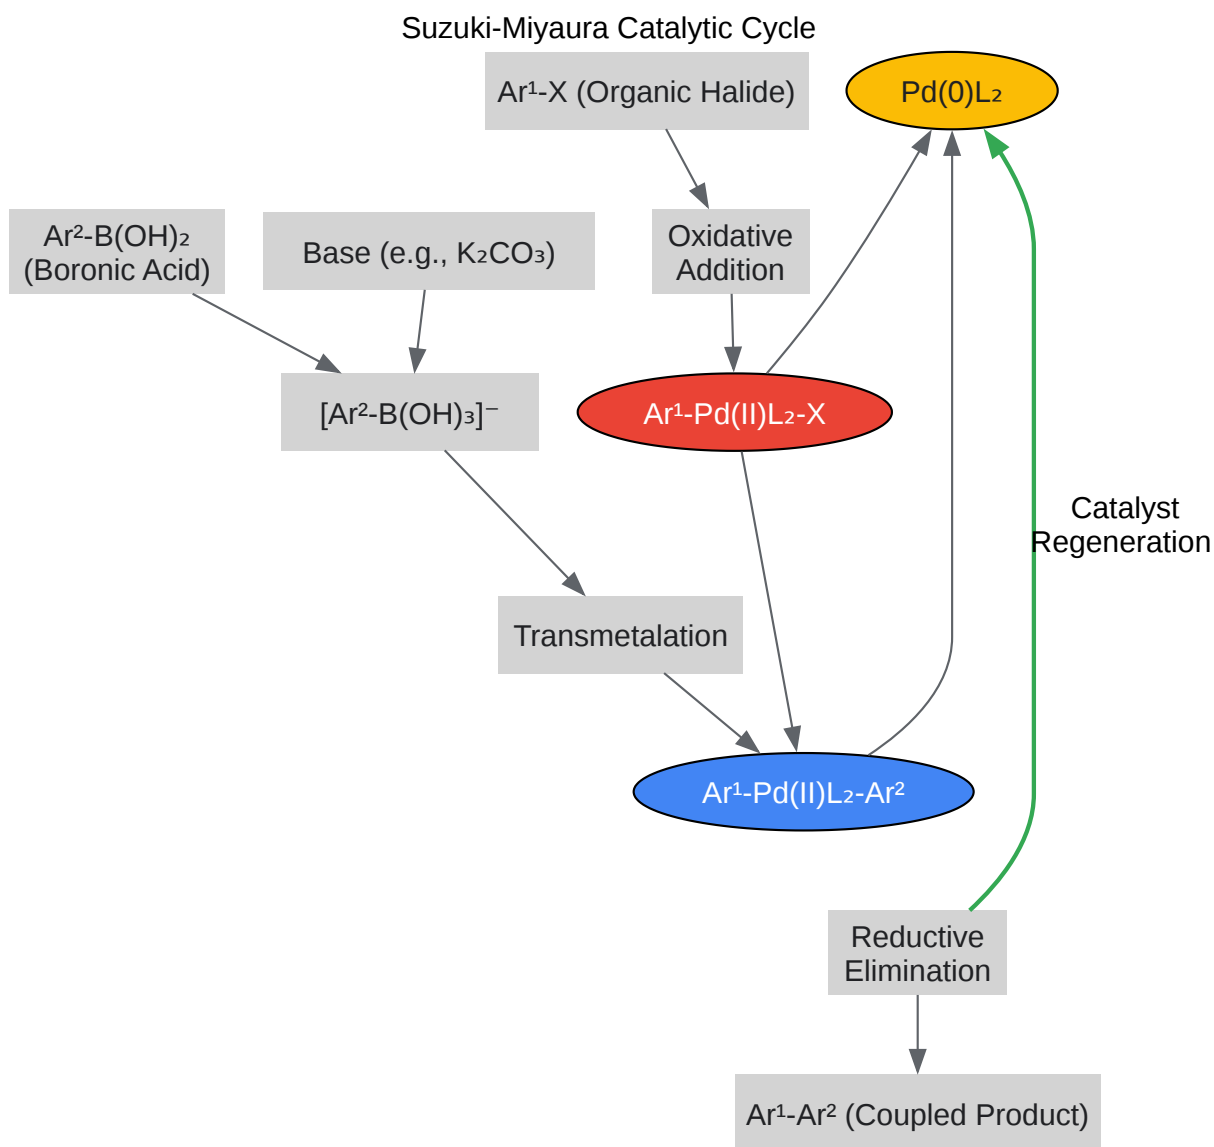 Suzuki-Miyaura Catalytic Cycle
Ar¹-X (Organic Halide)
Pd(0)L₂
Ar²-B(OH)₂
(Boronic Acid)
Base (e.g., K₂CO₃)
Oxidative
Addition
[Ar²-B(OH)₃]⁻
Ar¹-Pd(II)L₂-X
Catalyst
Regeneration
Transmetalation
Ar¹-Pd(II)L₂-Ar²
Reductive
Elimination
Ar¹-Ar² (Coupled Product)